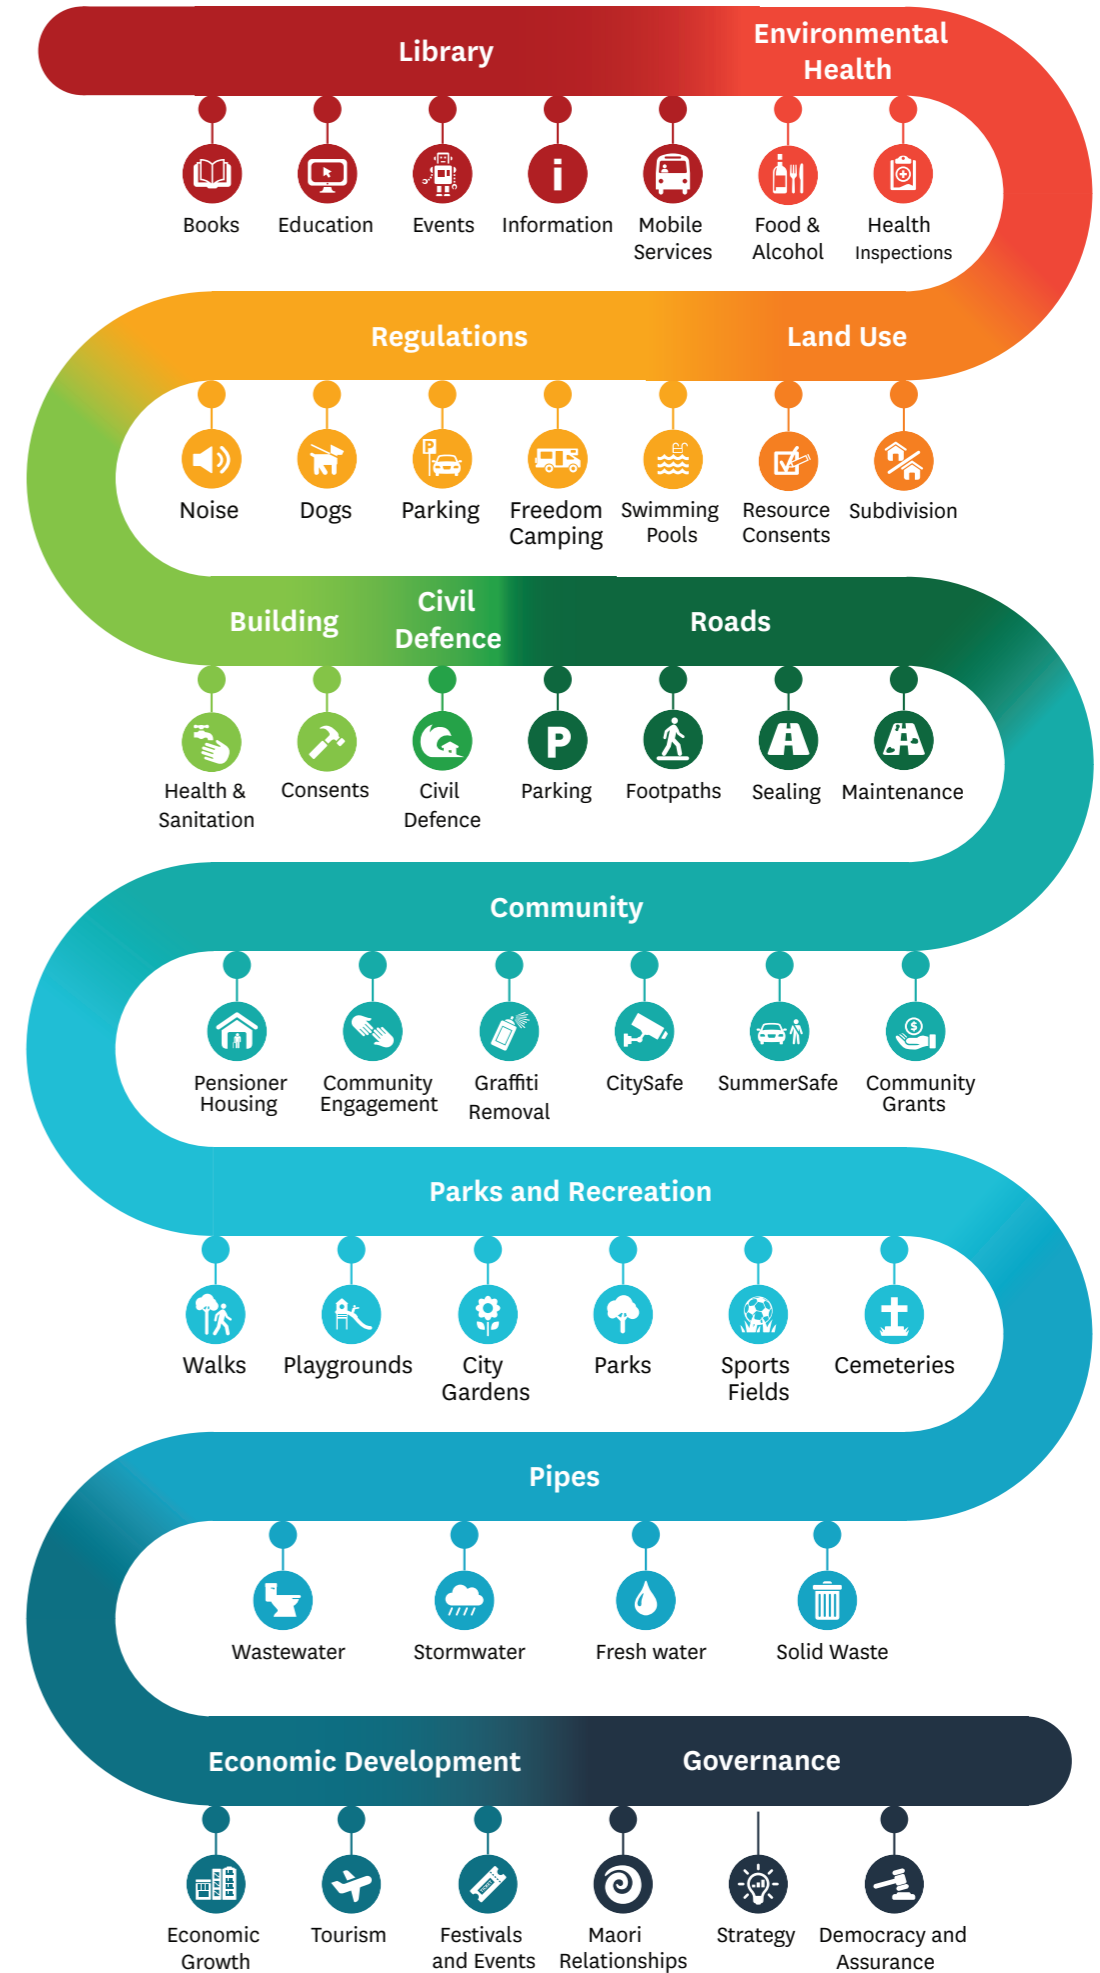 Library
Environmental
Health
Books
Education
Events
Information
Mobile
Services
Food &
Alcohol
Health
Inspections
Regulations
Land Use
Noise
Dogs
Parking
Freedom
Camping
Swimming
Pools
Resource
Consents
Subdivision
Building
Civil
Defence
Roads
Health &
Sanitation
Consents
Civil
Defence
Parking
Footpaths
Sealing
Maintenance
Community
Pensioner
Housing
Community
Engagement
Graffiti
Removal
CitySafe
SummerSafe
Community
Grants
Parks and Recreation
Walks
Playgrounds
City
Gardens
Parks
Sports
Fields
Cemeteries
Pipes
Wastewater
Stormwater
Fresh water
Solid Waste
Economic Development
Governance
Economic
Growth
Tourism
Festivals
and Events
Maori
Relationships
Strategy
Democracy and
Assurance